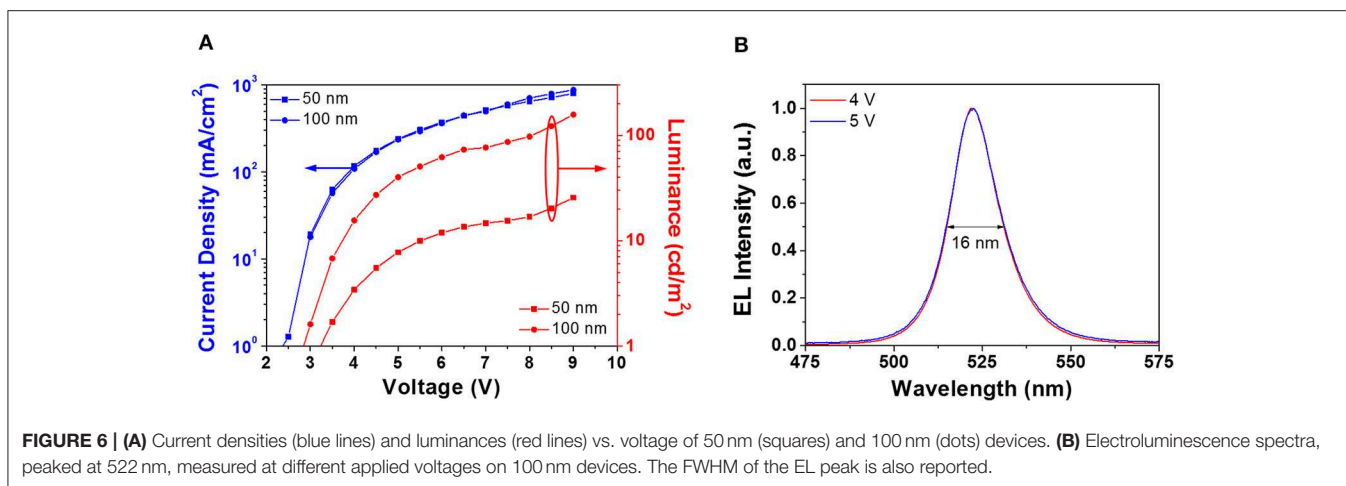 A
Current Density (mA/cm²)
10³
10²
10¹
10⁰
50 nm
100 nm
50 nm
100 nm
100
10
1
Luminance (cd/m²)
2 3 4 5 6 7 8 9 10
Voltage (V)
B
EL Intensity (a.u.)
1.0
0.8
0.6
0.4
0.2
0.0
4 V
5 V
16 nm
475 500 525 550 575
Wavelength (nm)
FIGURE 6 | (A) Current densities (blue lines) and luminances (red lines) vs. voltage of 50 nm (squares) and 100 nm (dots) devices. (B) Electroluminescence spectra,
peaked at 522 nm, measured at different applied voltages on 100 nm devices. The FWHM of the EL peak is also reported.